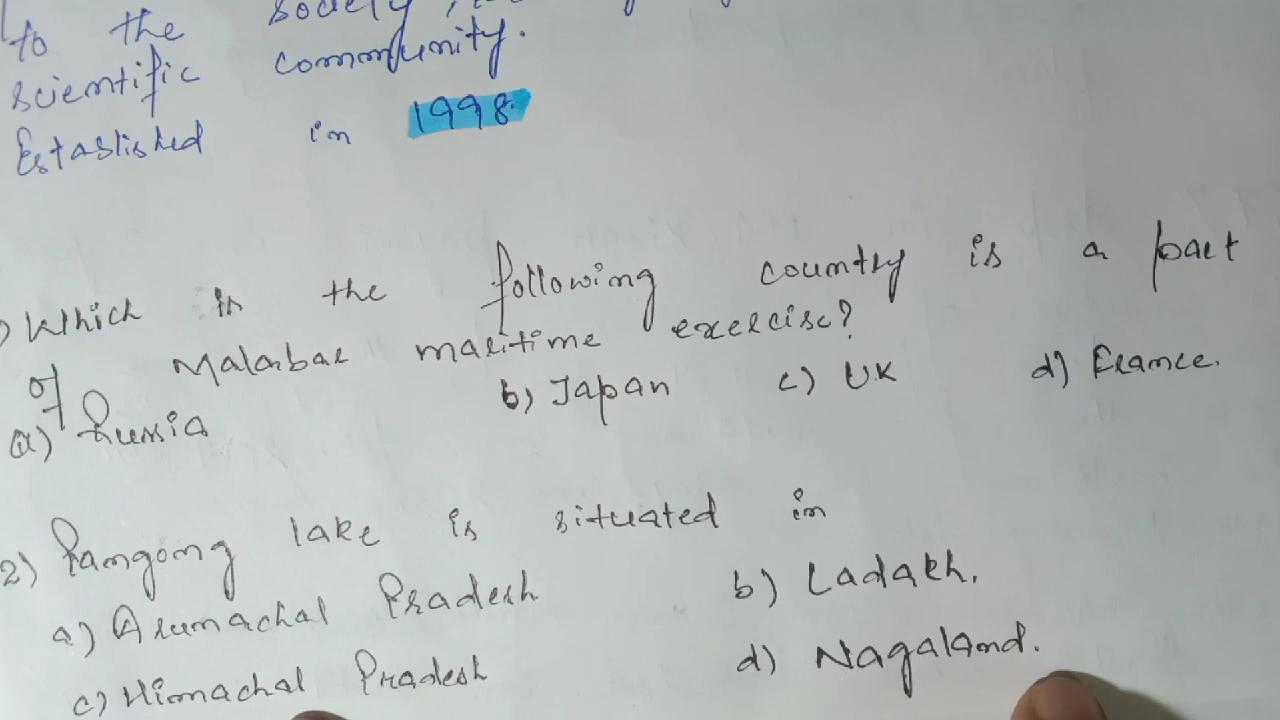 to the society,
scientific community.
Established in 1998.
Which in the following country is a part
of Malabar maritime exercise?
a) Russia b) Japan c) UK d) France.
2) Pangong lake is situated in
a) Arunachal Pradesh b) Ladakh.
c) Himachal Pradesh d) Nagaland.